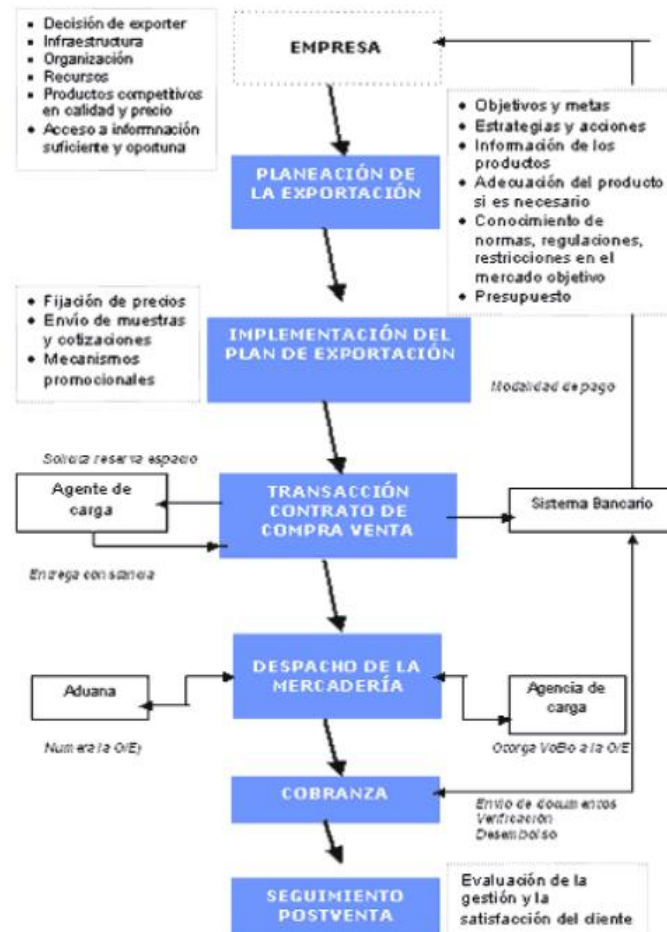 • Decisión de exporter
• Infraestructura
• Organización
• Recursos
• Productos competitivos
en calidad y precio
• Acceso a informnación
suficiente y oportuna
EMPRESA
• Objetivos y metas
• Estrategias y acciones
• Información de los
productos
• Adecuación del producto
si es necesario
• Conocimiento de
normas, regulaciones,
restricciones en el
mercado objetivo
• Presupuesto
PLANEACIÓN DE
LA EXPORTACIÓN
• Fijación de precios
• Envío de muestras
y cotizaciones
• Mecanismos
promocionales
IMPLEMENTACIÓN DEL
PLAN DE EXPORTACIÓN
Modalidad de pago
Solicita reserva espacio
Agente de
carga
TRANSACCIÓN
CONTRATO DE
COMPRA VENTA
Sistema Bancario
Entrega constancia
DESPACHO DE LA
MERCADERÍA
Aduana
Agencia de
carga
Numera la O/E)
Otorga VoBo a la O/E
COBRANZA
Envío de documentos
Verificación
Desembolso
SEGUIMIENTO
POSTVENTA
Evaluación de la
gestión y la
satisfacción del cliente